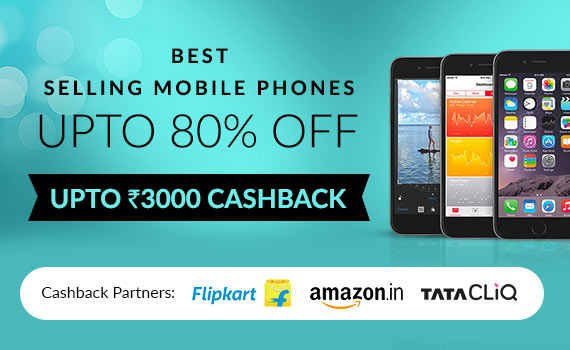 BEST
SELLING MOBILE PHONES
UPTO 80% OFF
UPTO ₹3000 CASHBACK
Cashback Partners: Flipkart amazon.in TATA CLiQ